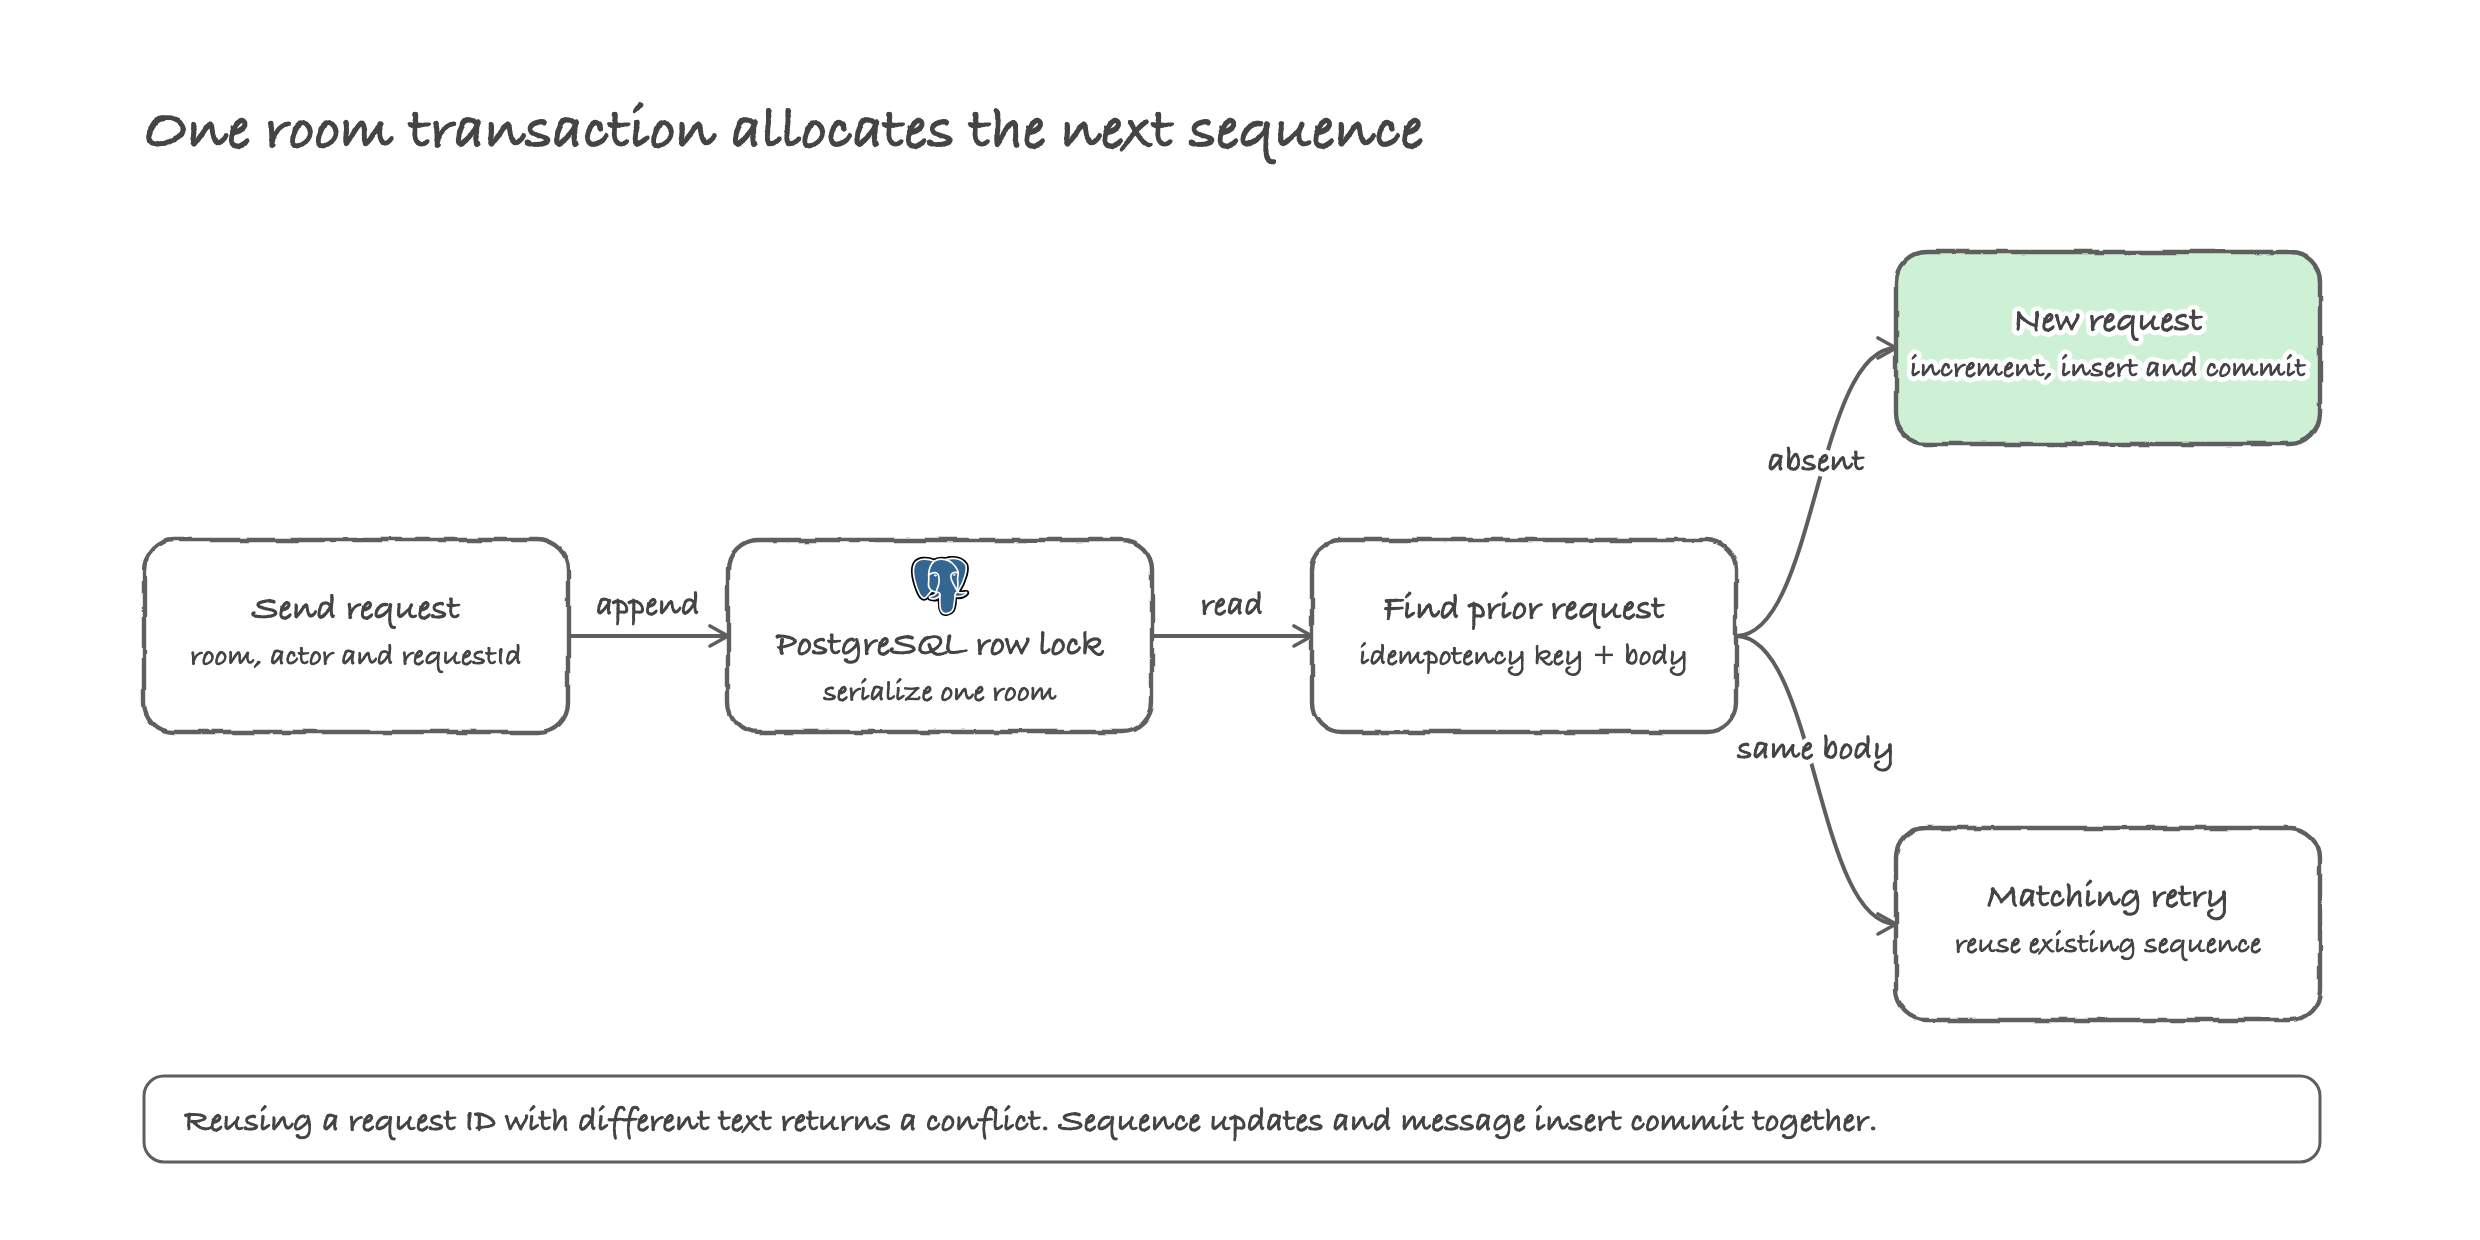 One room transaction allocates the next sequence
New request
increment, insert and commit
absent
Send request
room, actor and requestId
append
PostgreSQL row lock
serialize one room
read
Find prior request
idempotency key + body
same body
Matching retry
reuse existing sequence
Reusing a request ID with different text returns a conflict. Sequence updates and message insert commit together.